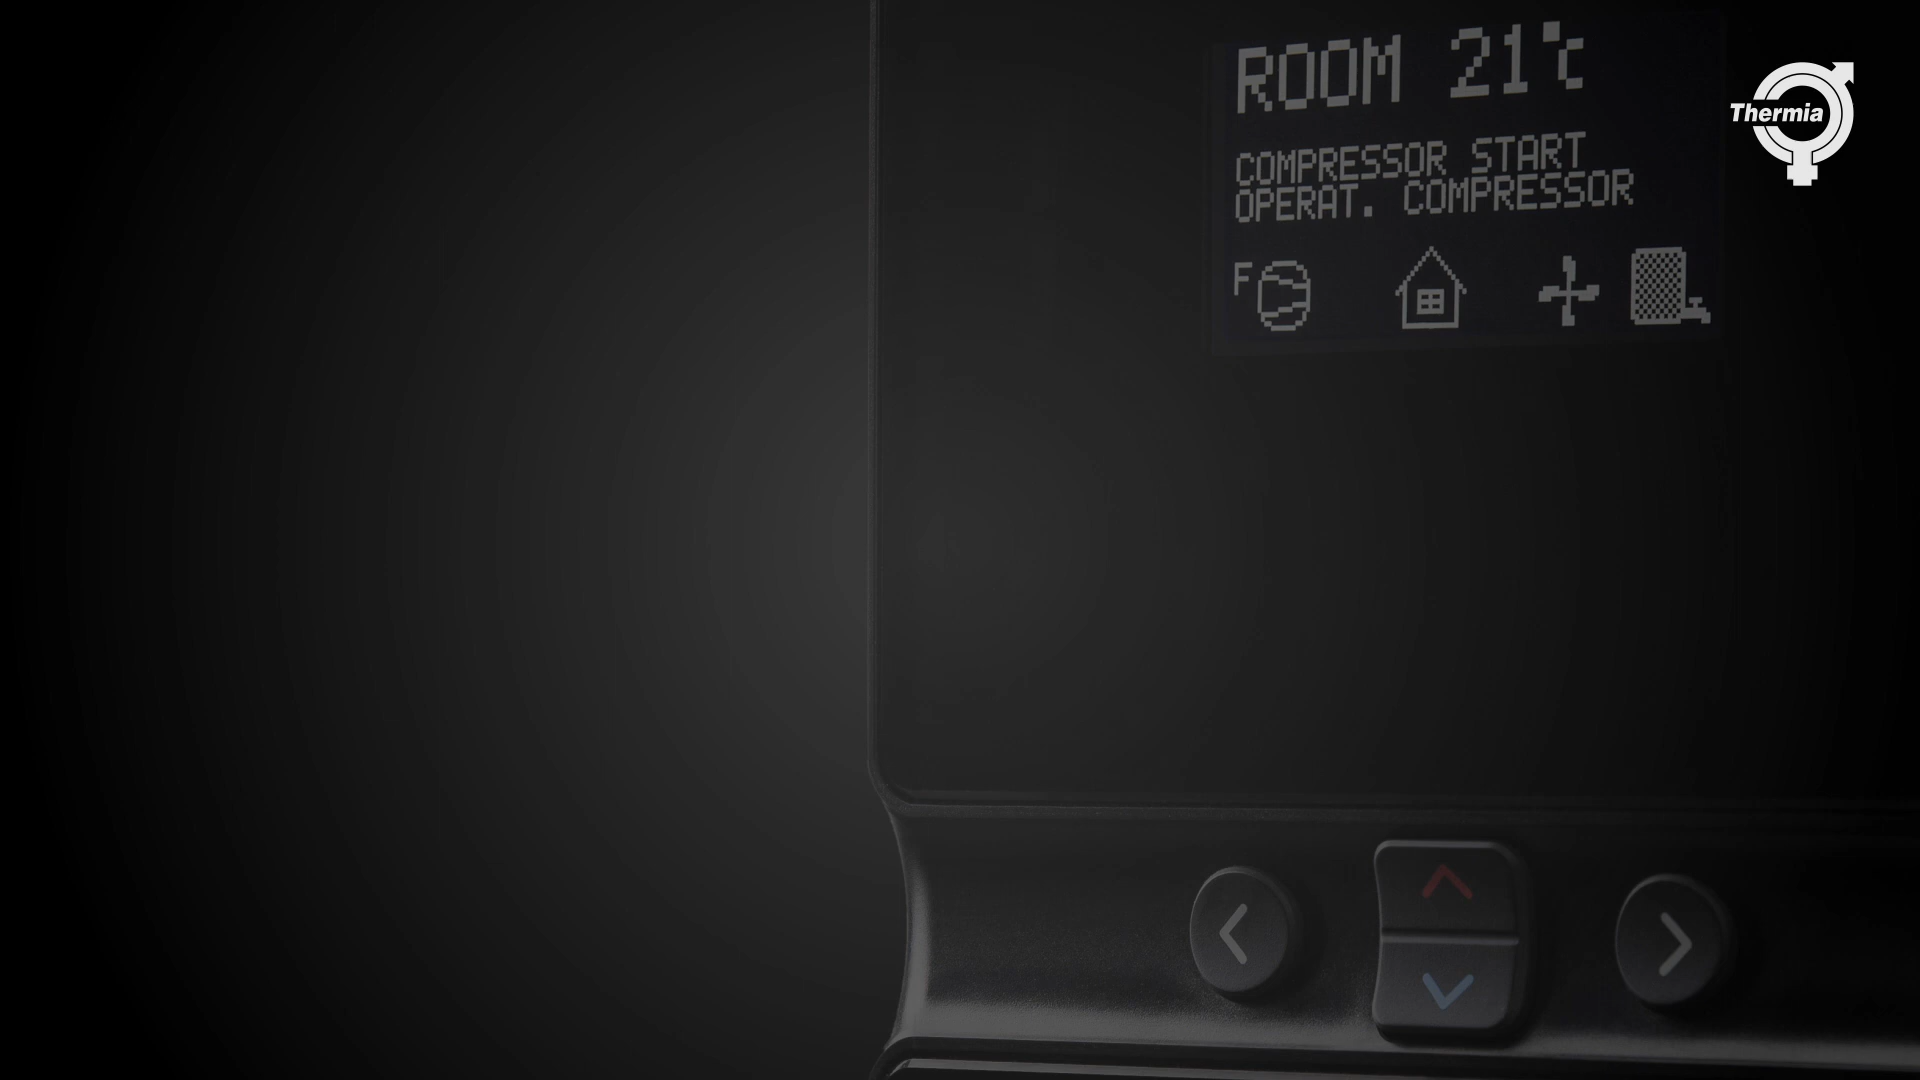 ROOM 21°C
Thermia
COMPRESSOR START
OPERAT. COMPRESSOR
F